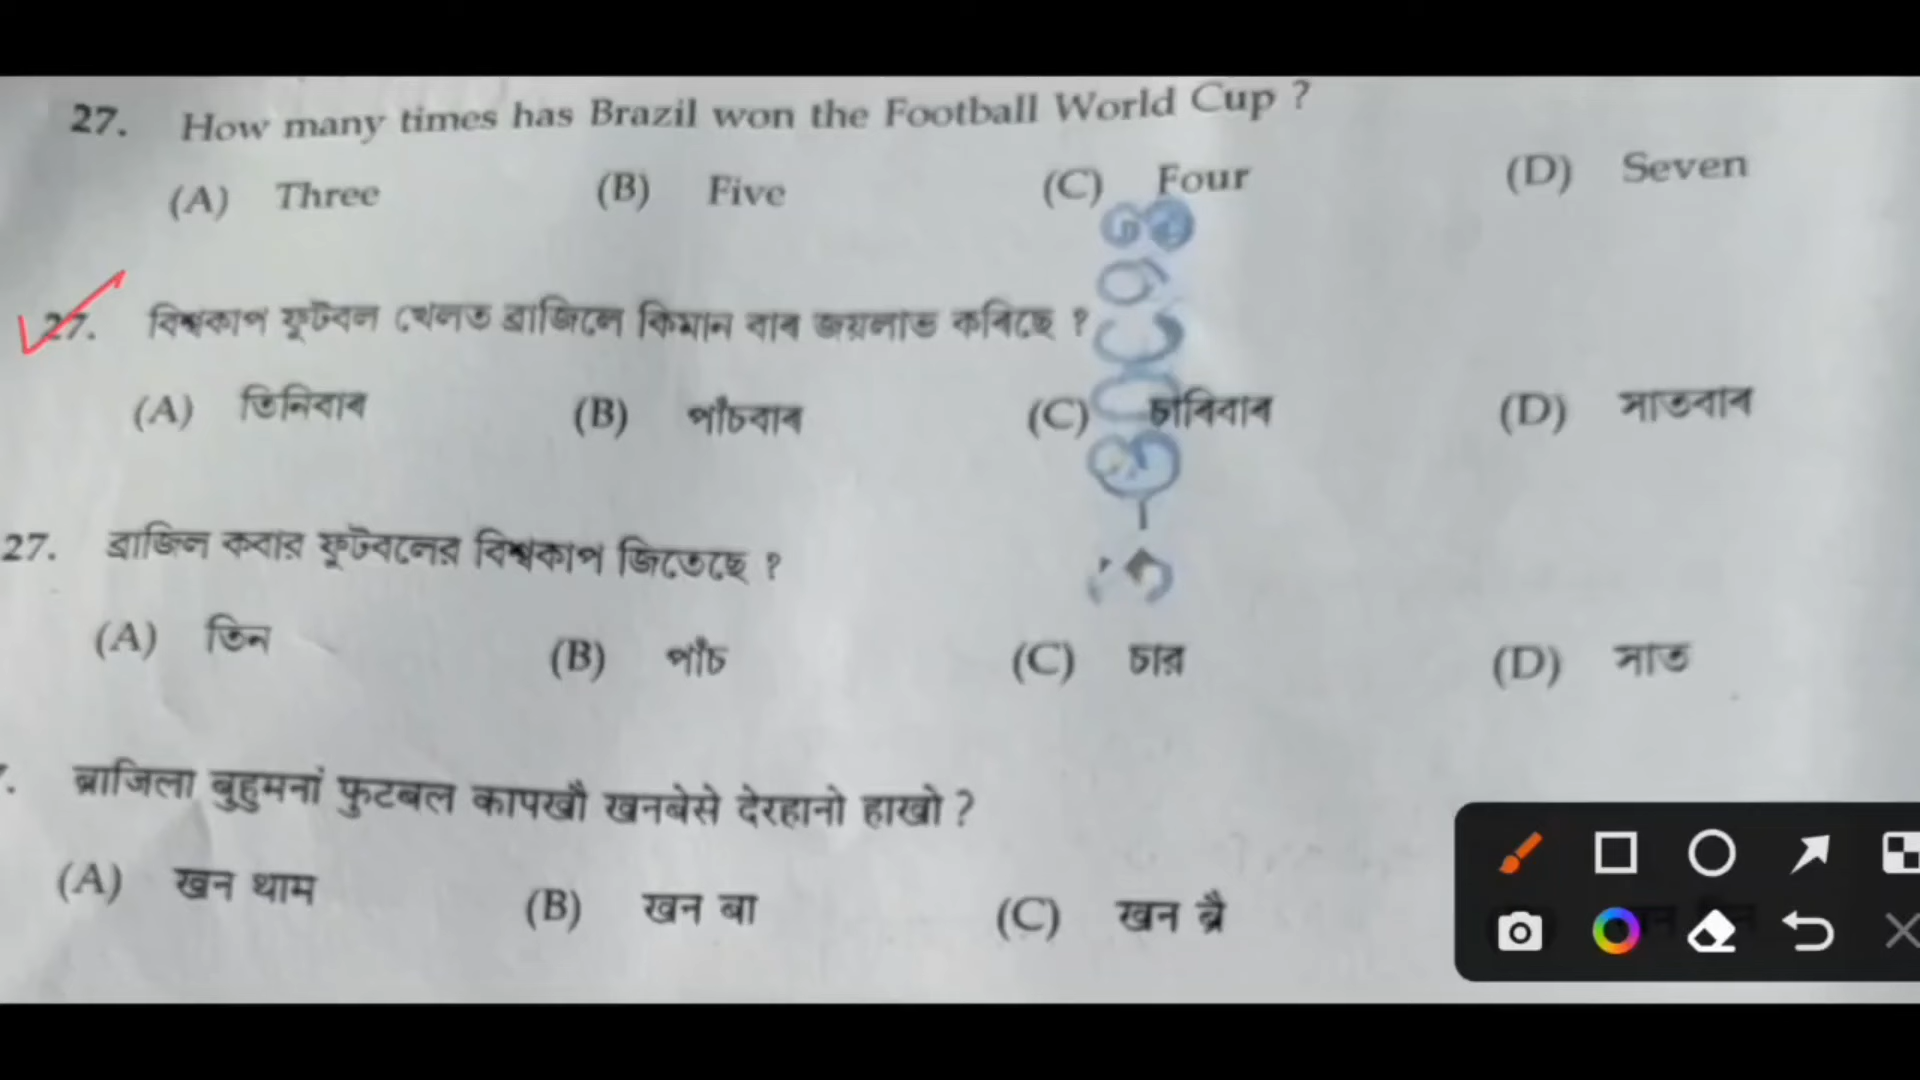 27. How many times has Brazil won the Football World Cup ?
(A) Three (B) Five (C) Four (D) Seven
27. বিশ্বকাপ ফুটবল খেলত ব্ৰাজিলে কিমান বাৰ জয়লাভ কৰিছে ?
(A) তিনিবাৰ (B) পাঁচবাৰ (C) চাৰিবাৰ (D) সাতবাৰ
27. ব্রাজিল কবার ফুটবলের বিশ্বকাপ জিতেছে ?
(A) তিন (B) পাঁচ (C) চার (D) সাত
ब्राजिला बुहुमनां फुटबल कापखौ खनबेसे देरहानो हाखो ?
(A) खन थाम (B) खन बा (C) खन ब्रै